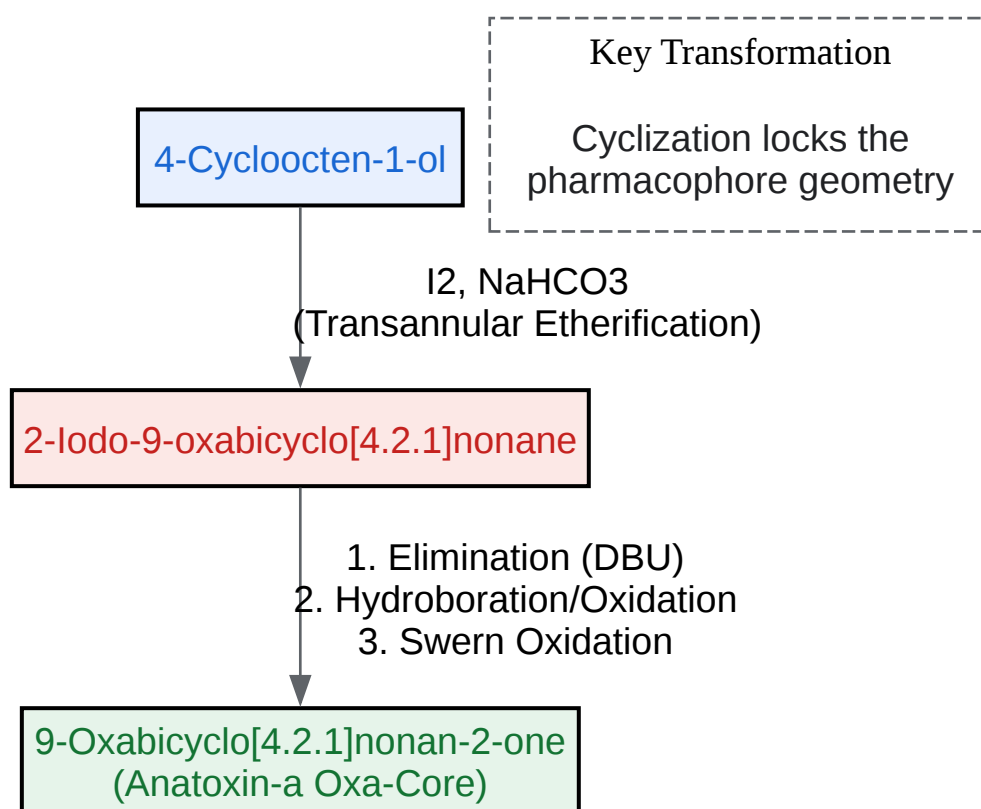 Key Transformation
Cyclization locks the
pharmacophore geometry
4-Cycloocten-1-ol
I2, NaHCO3
(Transannular Etherification)
2-Iodo-9-oxabicyclo[4.2.1]nonane
1. Elimination (DBU)
2. Hydroboration/Oxidation
3. Swern Oxidation
9-Oxabicyclo[4.2.1]nonan-2-one
(Anatoxin-a Oxa-Core)